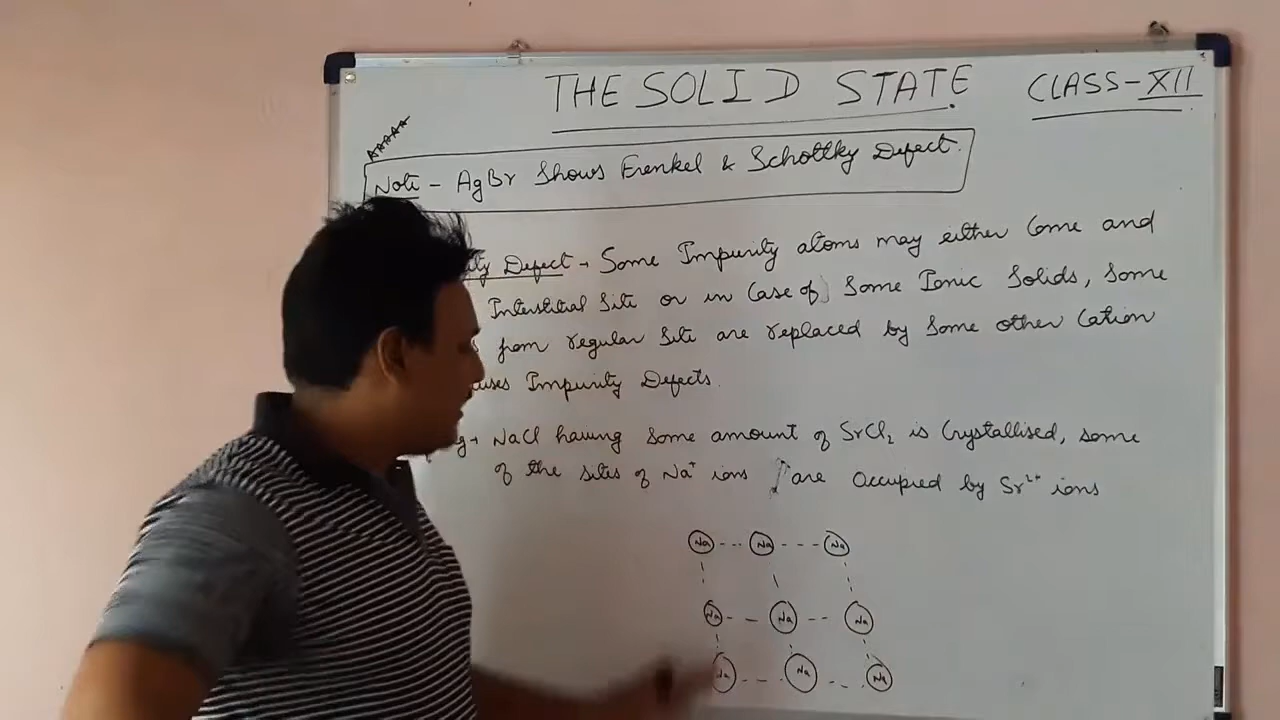 THE SOLID STATE CLASS-XII
Note - AgBr Shows Frenkel & Schottky Defect.
Defect → Some Impurity atoms may either Come and
Interstitial Site or in Case of Some Ionic Solids, Some
from regular Site are replaced by Some other Cation
Impurity Defects.
NaCl having Some amount of SrCl₂ is Crystallised, some
of the sites of Na⁺ ions are Occupied by Sr²⁺ ions
Na Na Na
Na Na Na
Na Na Na